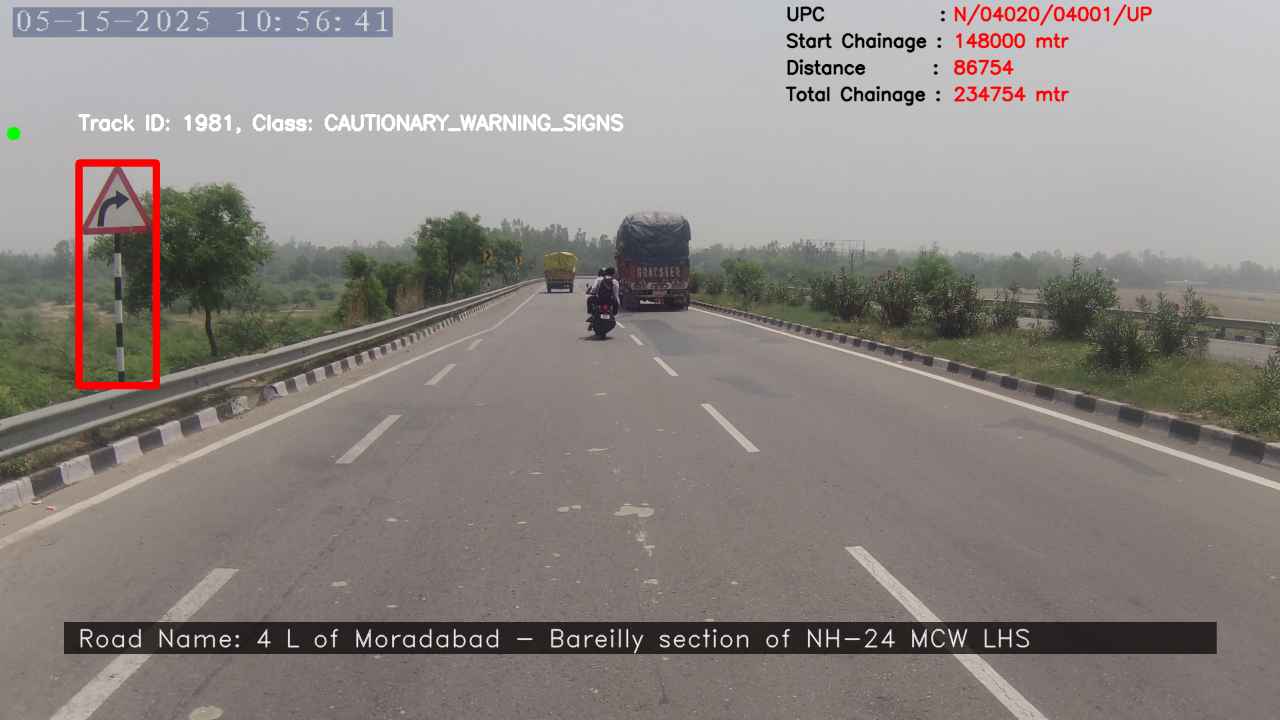 05-15-2025 10:56:41
UPC : N/04020/04001/UP
Start Chainage : 148000 mtr
Distance : 86754
Total Chainage : 234754 mtr
Track ID: 1981, Class: CAUTIONARY_WARNING_SIGNS
Road Name: 4 L of Moradabad - Bareilly section of NH-24 MCW LHS